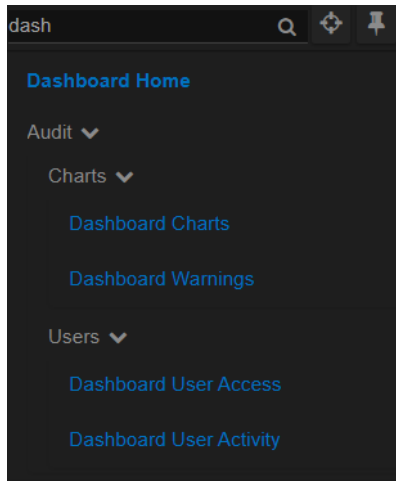 dash
Dashboard Home
Audit
Charts
Dashboard Charts
Dashboard Warnings
Users
Dashboard User Access
Dashboard User Activity